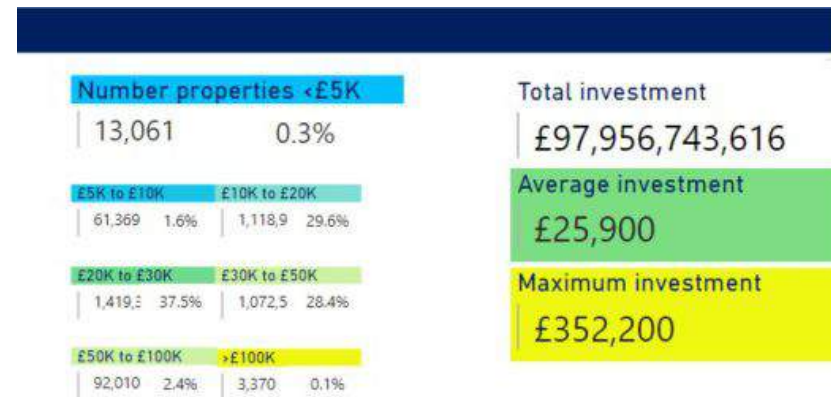 Number properties <£5K
13,061 0.3%
£5K to £10K £10K to £20K
61,369 1.6% 1,118,9 29.6%
£20K to £30K £30K to £50K
1,419,: 37.5% 1,072,5 28.4%
£50K to £100K >£100K
92,010 2.4% 3,370 0.1%
Total investment
£97,956,743,616
Average investment
£25,900
Maximum investment
£352,200